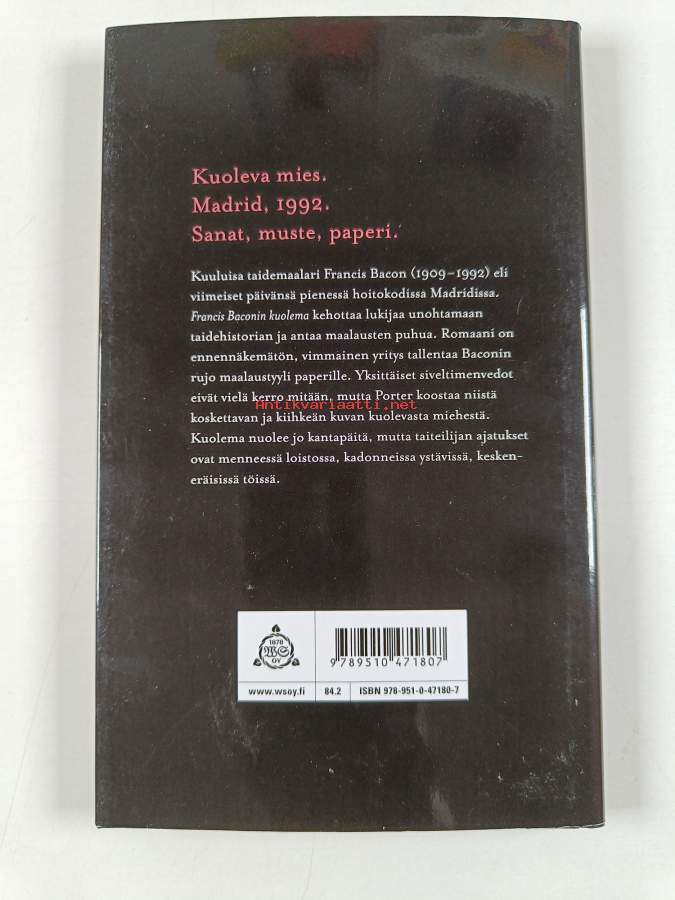 Kuoleva mies.
Madrid, 1992.
Sanat, muste, paperi.
Kuuluisa taidemaalari Francis Bacon (1909–1992) eli
viimeiset päivänsä pienessä hoitokodissa Madridissa.
Francis Baconin kuolema kehottaa lukijaa unohtamaan
taidehistorian ja antaa maalausten puhua. Romaani on
ennennäkemätön, vimmainen yritys tallentaa Baconin
rujo maalaustyyli paperille. Yksittäiset siveltimenvedot
eivät vielä kerro mitään, mutta Porter koostaa niistä
Antikvariaatti.net
koskettavan ja kiihkeän kuvan kuolevasta miehestä.
Kuolema nuolee jo kantapäitä, mutta taiteilijan ajatukset
ovat menneessä loistossa, kadonneissa ystävissä, kesken-
eräisissä töissä.
1878
WS
OY
9 789510 471807
www.wsoy.fi
84.2
ISBN 978-951-0-47180-7